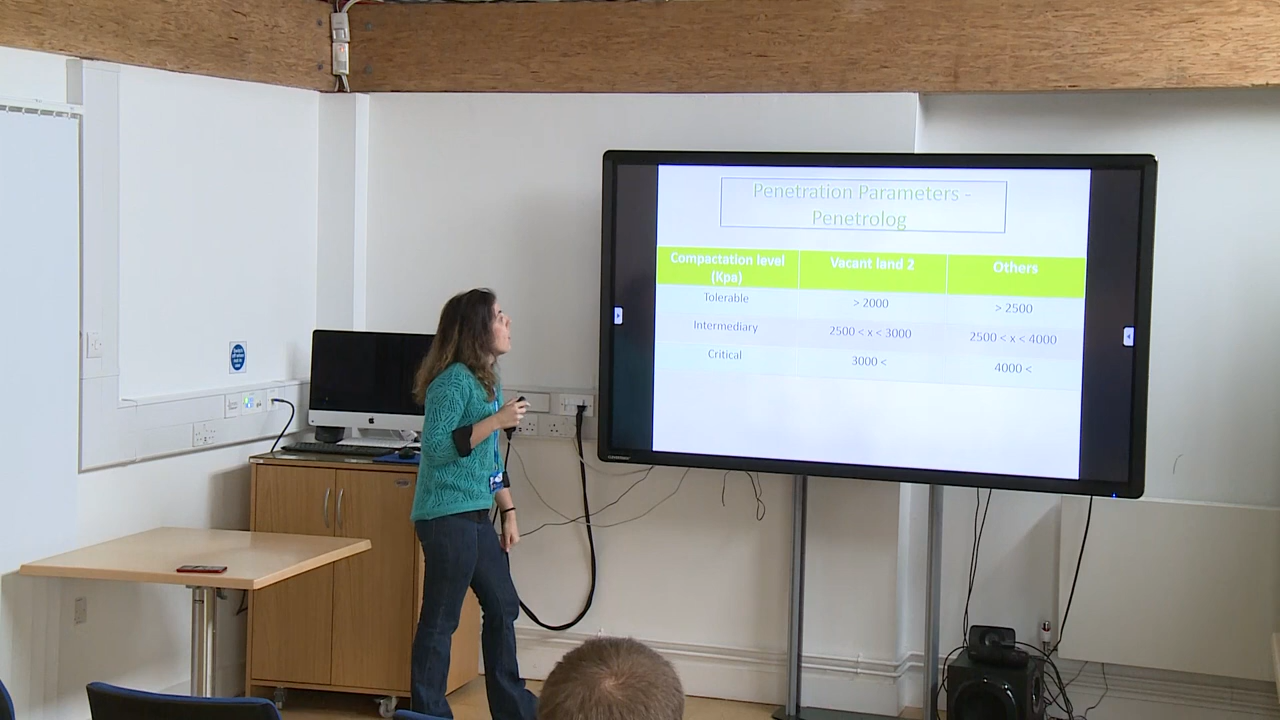 Penetration Parameters -
Penetrolog
Compactation level
(Kpa)
Vacant land 2
Others
Tolerable
> 2000
> 2500
Intermediary
2500 < x < 3000
2500 < x < 4000
Critical
3000 <
4000 <